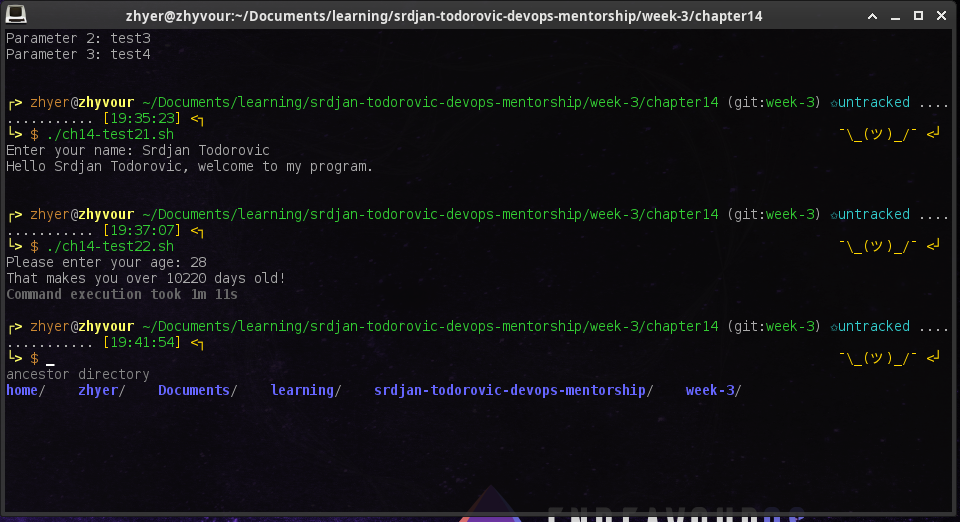 zhyer@zhyvour:~/Documents/learning/srdjan-todorovic-devops-mentorship/week-3/chapter14
Parameter 2: test3
Parameter 3: test4
┌> zhyer@zhyvour ~/Documents/learning/srdjan-todorovic-devops-mentorship/week-3/chapter14 (git:week-3) ✩untracked ....
........... [19:35:23] <┐
└> $ ./ch14-test21.sh ¯\_(ツ)_/¯ <┘
Enter your name: Srdjan Todorovic
Hello Srdjan Todorovic, welcome to my program.
┌> zhyer@zhyvour ~/Documents/learning/srdjan-todorovic-devops-mentorship/week-3/chapter14 (git:week-3) ✩untracked ....
........... [19:37:07] <┐
└> $ ./ch14-test22.sh ¯\_(ツ)_/¯ <┘
Please enter your age: 28
That makes you over 10220 days old!
Command execution took 1m 11s
┌> zhyer@zhyvour ~/Documents/learning/srdjan-todorovic-devops-mentorship/week-3/chapter14 (git:week-3) ✩untracked ....
........... [19:41:54] <┐
└> $ _ ¯\_(ツ)_/¯ <┘
ancestor directory
home/ zhyer/ Documents/ learning/ srdjan-todorovic-devops-mentorship/ week-3/
ENDEAVOUROS